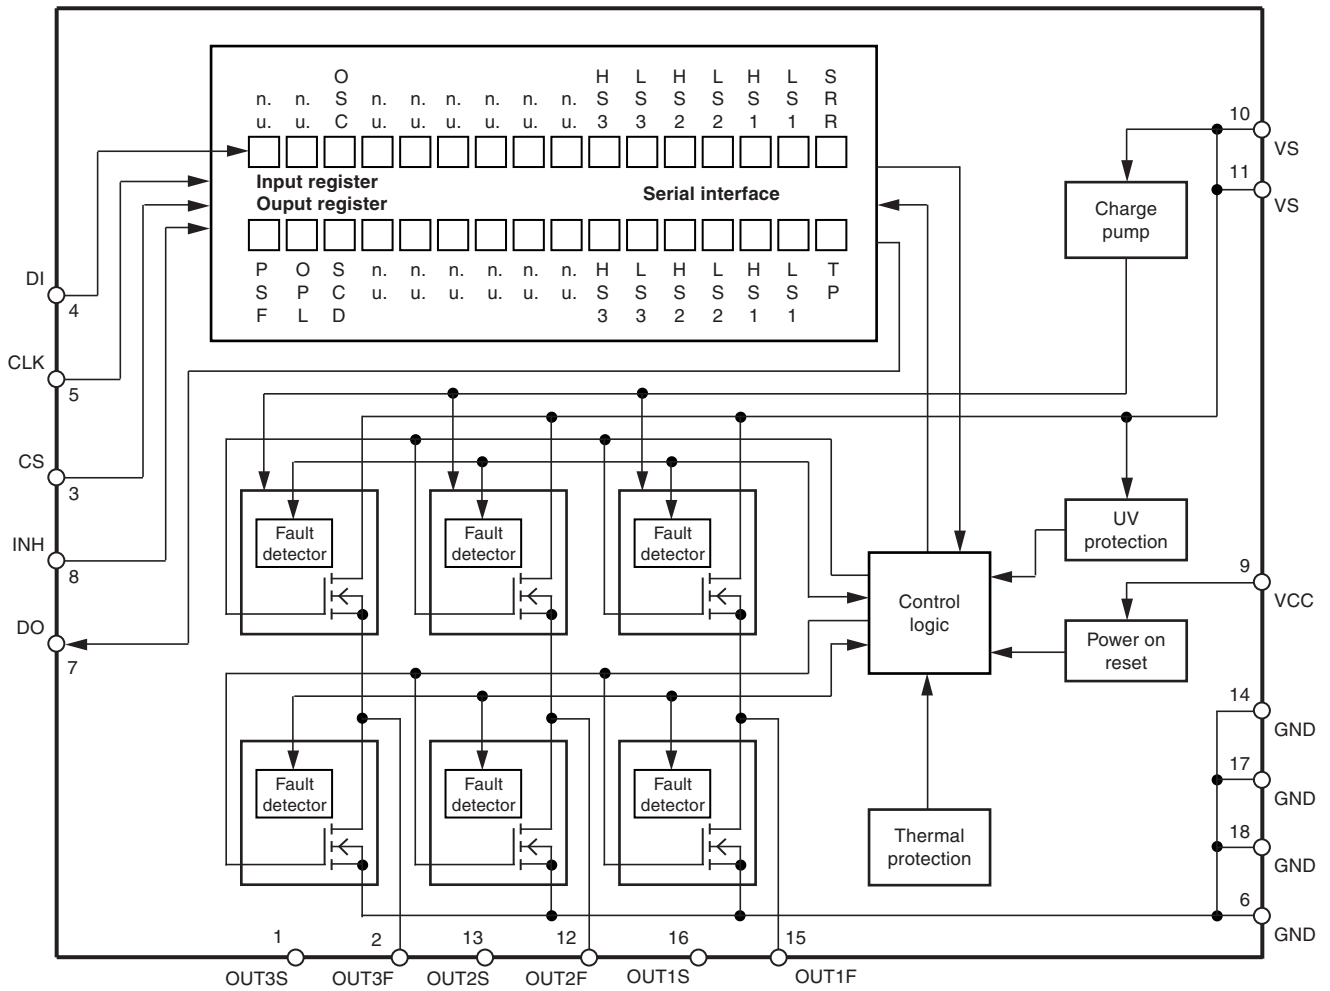 O
S
C
n.
u.
n.
u.
n.
u.
n.
u.
n.
u.
n.
u.
n.
u.
n.
u.
H
S
3
L
S
3
H
S
2
L
S
2
H
S
1
L
S
1
S
R
R
Input register
Ouput register
Serial interface
P
S
F
O
P
L
S
C
D
n.
u.
n.
u.
n.
u.
n.
u.
n.
u.
n.
u.
H
S
3
L
S
3
H
S
2
L
S
2
H
S
1
L
S
1
T
P
10
VS
11
VS
Charge
pump
DI
4
CLK
5
CS
3
INH
8
DO
7
Fault
detector
Fault
detector
Fault
detector
UV
protection
Control
logic
9
VCC
Power on
reset
14
GND
17
GND
18
GND
6
GND
Fault
detector
Fault
detector
Fault
detector
Thermal
protection
1
2
13
12
16
15
OUT3S
OUT3F
OUT2S
OUT2F
OUT1S
OUT1F